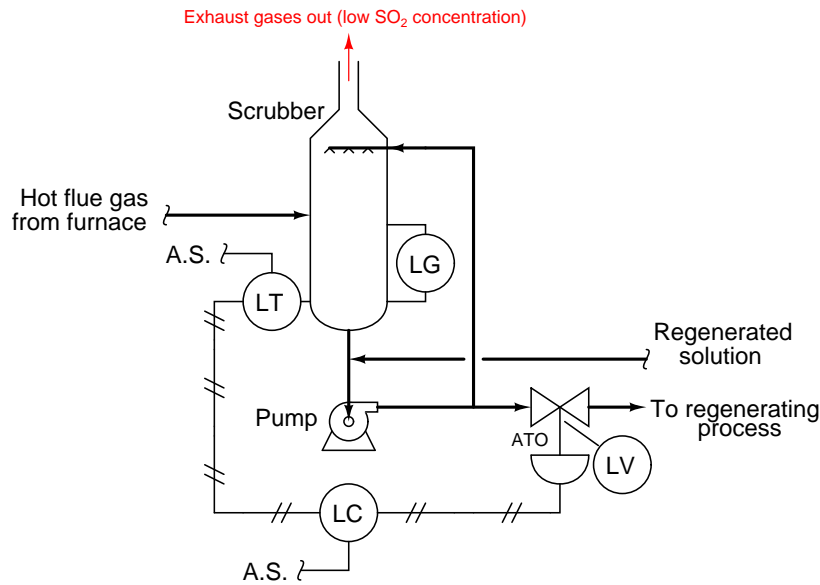 Exhaust gases out (low SO2 concentration)
Scrubber
Hot flue gas
from furnace
A.S.
LG
LT
Regenerated
solution
Pump
ATO
To regenerating
process
LV
LC
A.S.